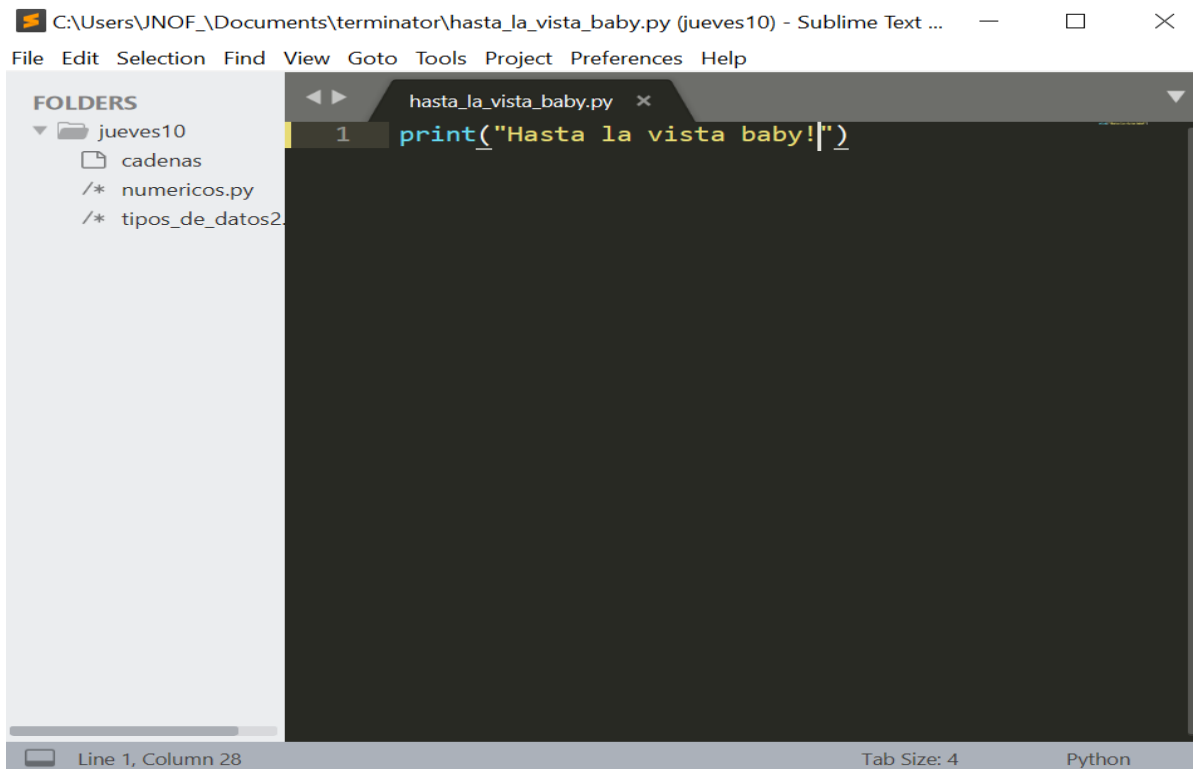 C:\Users\JNOF_\Documents\terminator\hasta_la_vista_baby.py (jueves10) - Sublime Text ...
File Edit Selection Find View Goto Tools Project Preferences Help
FOLDERS
jueves10
cadenas
/* numericos.py
/* tipos_de_datos2.
hasta_la_vista_baby.py ×
1 print("Hasta la vista baby!")
Line 1, Column 28
Tab Size: 4
Python